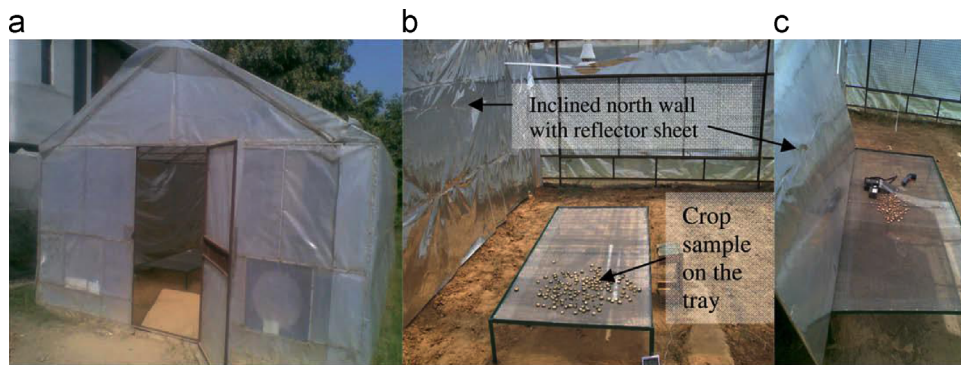 a
b
c
Inclined north wall
with reflector sheet
Crop
sample
on the
tray